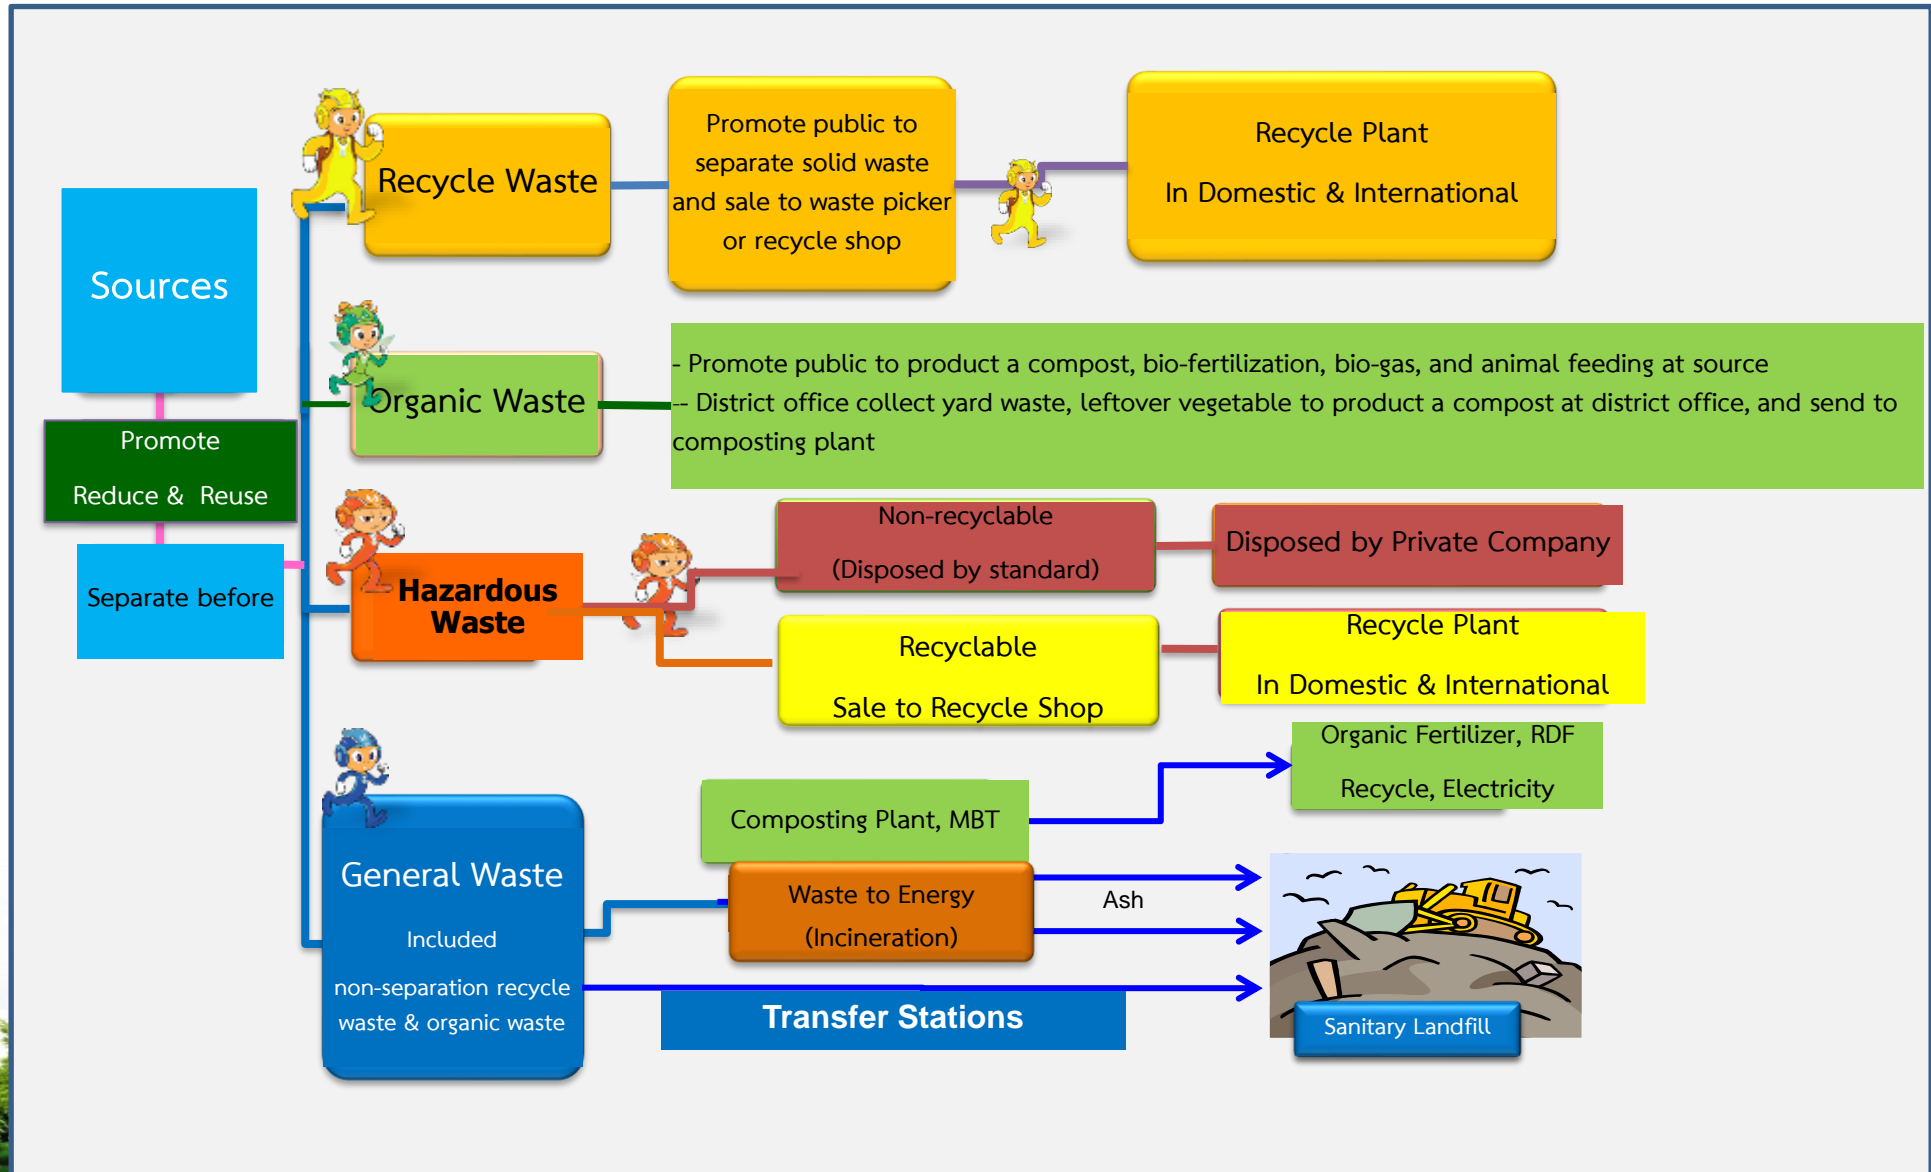 Sources
Promote
Reduce & Reuse
Separate before
Recycle Waste
Promote public to
separate solid waste
and sale to waste picker
or recycle shop
Recycle Plant
In Domestic & International
Organic Waste
- Promote public to product a compost, bio-fertilization, bio-gas, and animal feeding at source
-- District office collect yard waste, leftover vegetable to product a compost at district office, and send to
composting plant
Hazardous
Waste
Non-recyclable
(Disposed by standard)
Disposed by Private Company
Recyclable
Sale to Recycle Shop
Recycle Plant
In Domestic & International
General Waste
Included
non-separation recycle
waste & organic waste
Composting Plant, MBT
Organic Fertilizer, RDF
Recycle, Electricity
Waste to Energy
(Incineration)
Ash
Transfer Stations
Sanitary Landfill